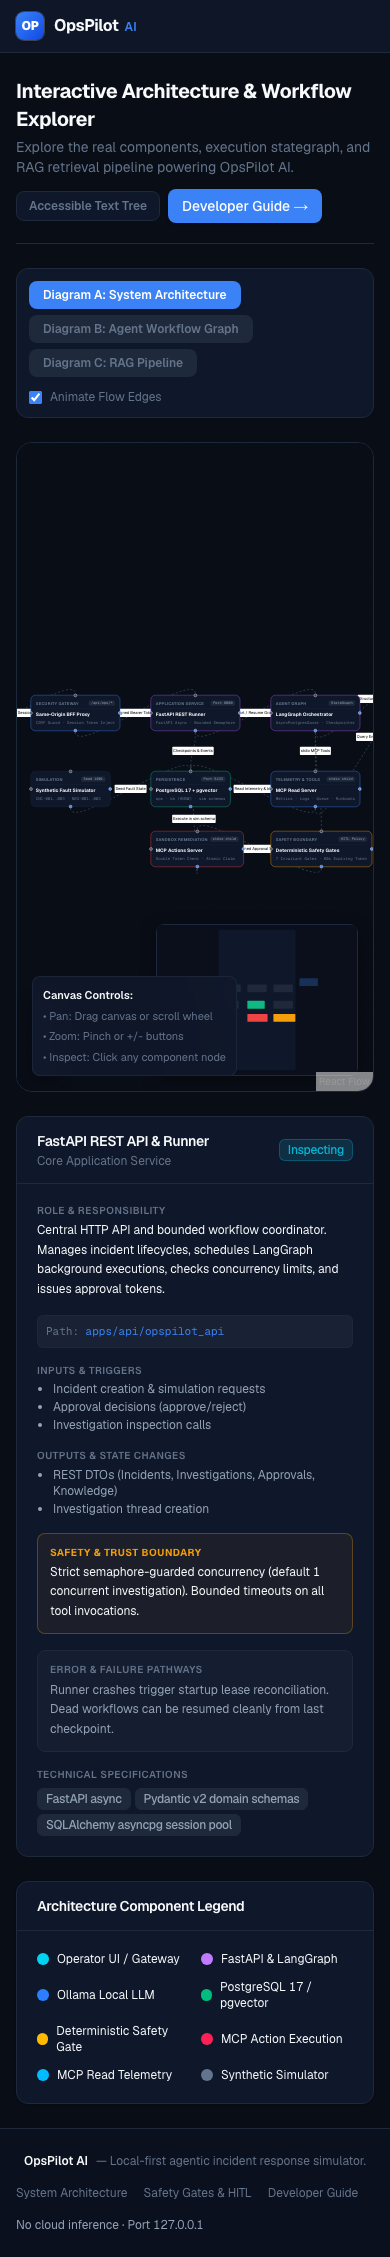 OP OpsPilot AI
Interactive Architecture & Workflow
Explorer
Explore the real components, execution stategraph, and
RAG retrieval pipeline powering OpsPilot AI.
Accessible Text Tree
Developer Guide →
Diagram A: System Architecture
Diagram B: Agent Workflow Graph
Diagram C: RAG Pipeline
Animate Flow Edges
SECURITY GATEWAY
Same-Origin BFF Proxy
APPLICATION SERVICE
Port 8000
FastAPI REST Runner
AGENT GRAPH
StateGraph
LangGraph Orchestrator
Checkpoints & Events
SIMULATION
Synthetic Fault Simulator
Seed Fault State
PERSISTENCE
PostgreSQL 17 + pgvector
TELEMETRY & TOOLS
MCP Read Server
SANDBOX REMEDIATION
MCP Actions Server
SAFETY BOUNDARY
Deterministic Safety Gates
Canvas Controls:
• Pan: Drag canvas or scroll wheel
• Zoom: Pinch or +/- buttons
• Inspect: Click any component node
React Flow
FastAPI REST API & Runner
Core Application Service
Inspecting
ROLE & RESPONSIBILITY
Central HTTP API and bounded workflow coordinator.
Manages incident lifecycles, schedules LangGraph
background executions, checks concurrency limits, and
issues approval tokens.
Path: apps/api/opspilot_api
INPUTS & TRIGGERS
• Incident creation & simulation requests
• Approval decisions (approve/reject)
• Investigation inspection calls
OUTPUTS & STATE CHANGES
• REST DTOs (Incidents, Investigations, Approvals,
Knowledge)
• Investigation thread creation
SAFETY & TRUST BOUNDARY
Strict semaphore-guarded concurrency (default 1
concurrent investigation). Bounded timeouts on all
tool invocations.
ERROR & FAILURE PATHWAYS
Runner crashes trigger startup lease reconciliation.
Dead workflows can be resumed cleanly from last
checkpoint.
TECHNICAL SPECIFICATIONS
FastAPI async
Pydantic v2 domain schemas
SQLAlchemy asyncpg session pool
Architecture Component Legend
Operator UI / Gateway
FastAPI & LangGraph
Ollama Local LLM
PostgreSQL 17 /
pgvector
Deterministic Safety
Gate
MCP Action Execution
MCP Read Telemetry
Synthetic Simulator
OpsPilot AI — Local-first agentic incident response simulator.
System Architecture
Safety Gates & HITL
Developer Guide
No cloud inference · Port 127.0.0.1